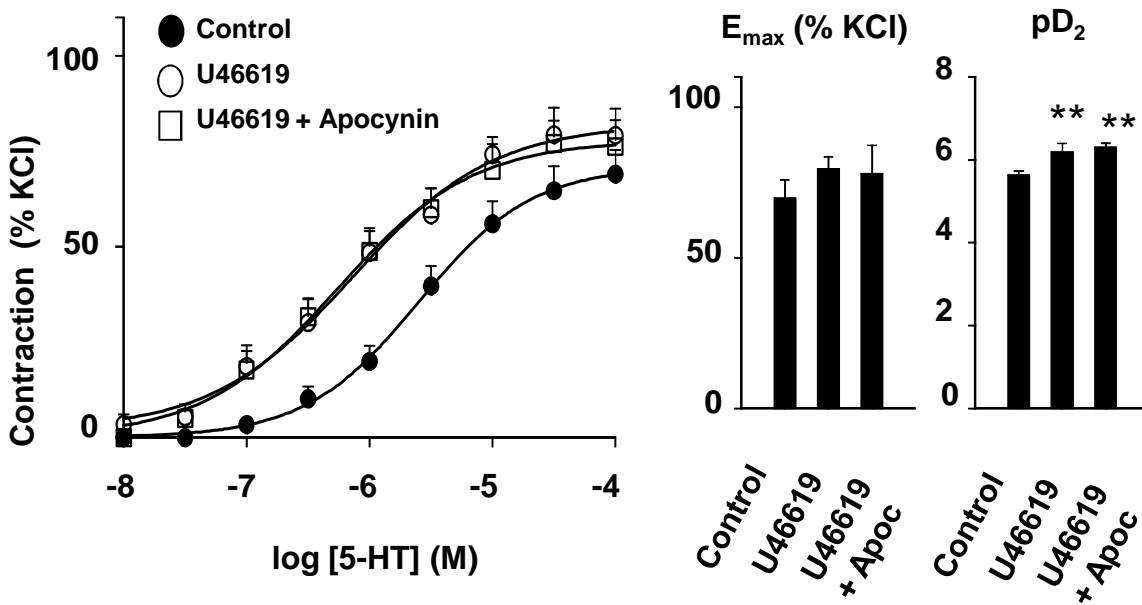 Control
U46619
U46619 + Apocynin
100
50
0
Contraction (% KCl)
-8 -7 -6 -5 -4
log [5-HT] (M)
Emax (% KCl)
100
50
0
Control
U46619
U46619
+ Apoc
pD2
8
6
4
2
0
** **
Control
U46619
U46619
+ Apoc